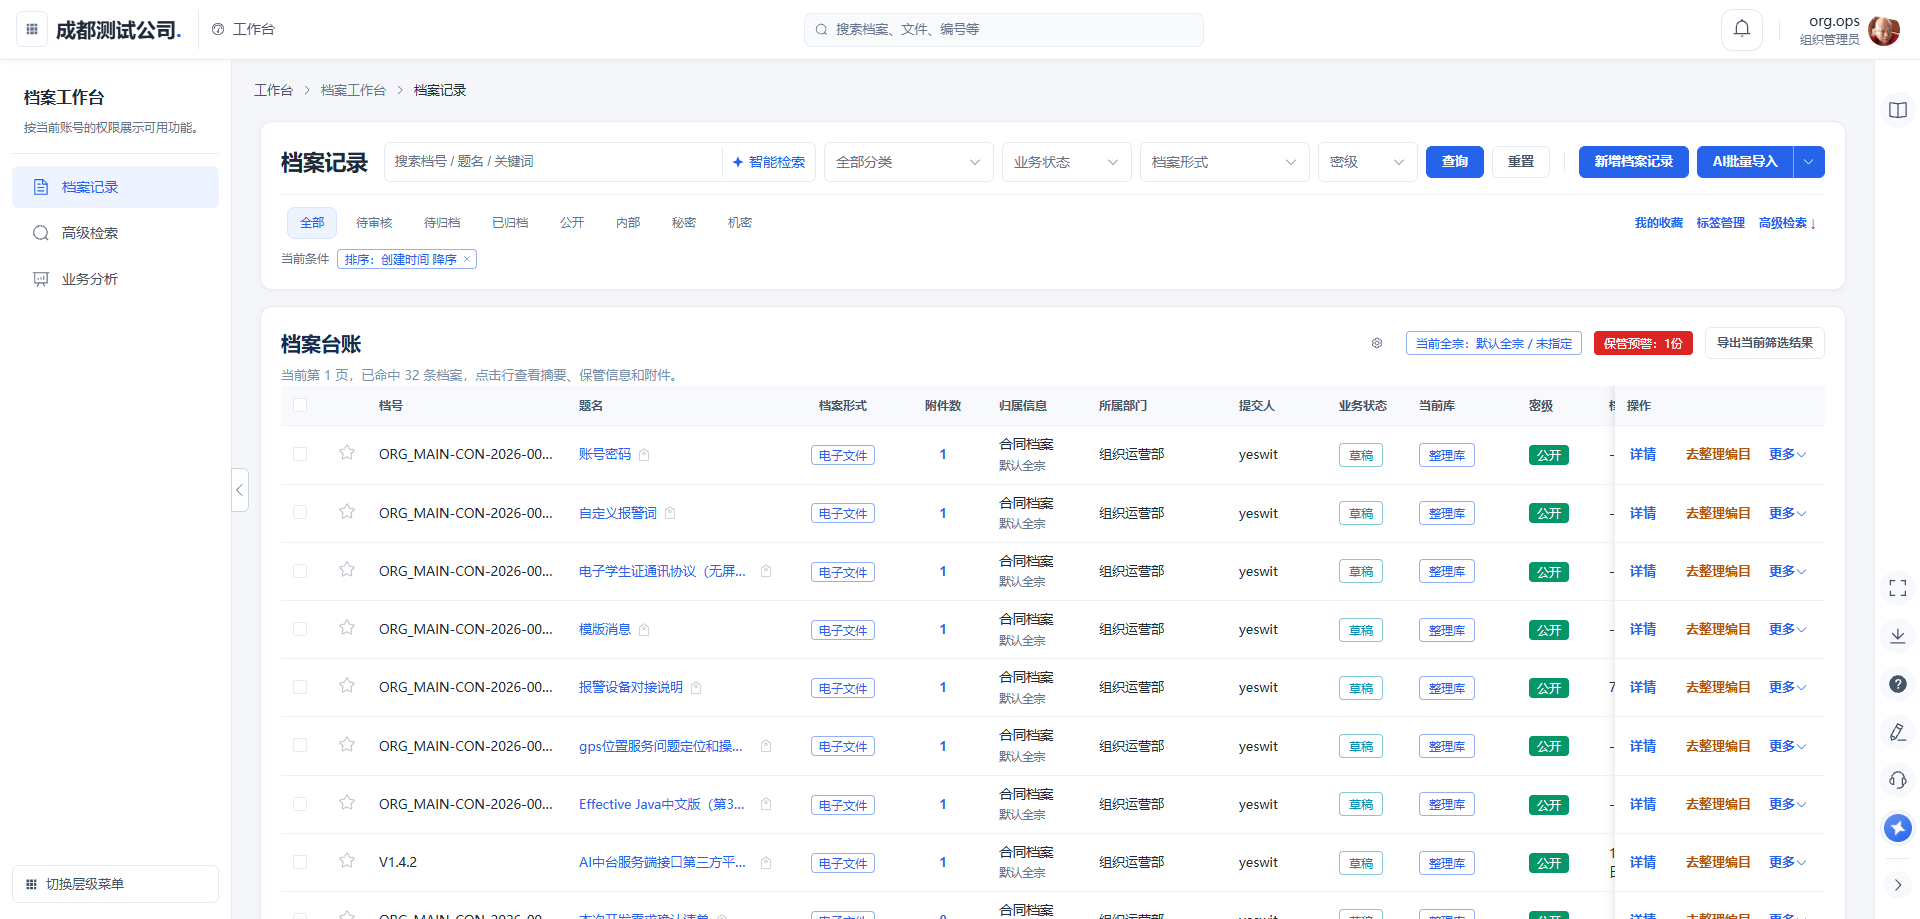 成都测试公司.
工作台
搜索档案、文件、编号等
org.ops
组织管理员
档案工作台
按当前账号的权限展示可用功能。
档案记录
高级检索
业务分析
切换层级菜单
工作台 > 档案工作台 > 档案记录
档案记录
搜索档号 / 题名 / 关键词
智能检索
全部分类
业务状态
档案形式
密级
查询
重置
新增档案记录
AI批量导入
全部 待审核 待归档 已归档 公开 内部 秘密 机密
我的收藏 标签管理 高级检索 ↓
当前条件 排序：创建时间 降序 ×
档案台账
当前全宗：默认全宗 / 未指定
保管预警：1份
导出当前筛选结果
当前第 1 页，已命中 32 条档案，点击行查看摘要、保管信息和附件。
档号 题名 档案形式 附件数 归属信息 所属部门 提交人 业务状态 当前库 密级 操作
ORG_MAIN-CON-2026-00... 账号密码 电子文件 1 合同档案 默认全宗 组织运营部 yeswit 草稿 整理库 公开 - 详情 去整理编目 更多
ORG_MAIN-CON-2026-00... 自定义报警词 电子文件 1 合同档案 默认全宗 组织运营部 yeswit 草稿 整理库 公开 - 详情 去整理编目 更多
ORG_MAIN-CON-2026-00... 电子学生证通讯协议（无屏... 电子文件 1 合同档案 默认全宗 组织运营部 yeswit 草稿 整理库 公开 - 详情 去整理编目 更多
ORG_MAIN-CON-2026-00... 模版消息 电子文件 1 合同档案 默认全宗 组织运营部 yeswit 草稿 整理库 公开 - 详情 去整理编目 更多
ORG_MAIN-CON-2026-00... 报警设备对接说明 电子文件 1 合同档案 默认全宗 组织运营部 yeswit 草稿 整理库 公开 7 详情 去整理编目 更多
ORG_MAIN-CON-2026-00... gps位置服务问题定位和操... 电子文件 1 合同档案 默认全宗 组织运营部 yeswit 草稿 整理库 公开 - 详情 去整理编目 更多
ORG_MAIN-CON-2026-00... Effective Java中文版（第3... 电子文件 1 合同档案 默认全宗 组织运营部 yeswit 草稿 整理库 公开 - 详情 去整理编目 更多
V1.4.2 AI中台服务端接口第三方平... 电子文件 1 合同档案 默认全宗 组织运营部 yeswit 草稿 整理库 公开 1 详情 去整理编目 更多
合同档案